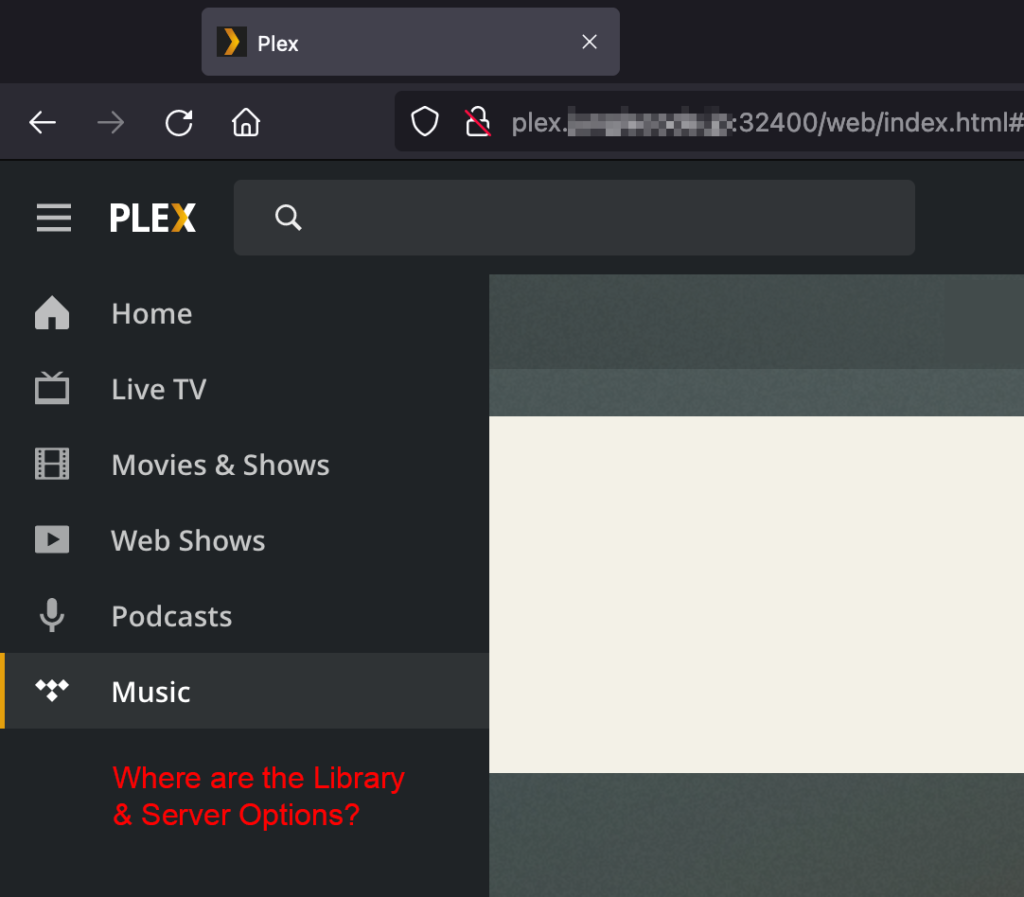 Plex
plex.:32400/web/index.html#
PLEX
Home
Live TV
Movies & Shows
Web Shows
Podcasts
Music
Where are the Library
& Server Options?